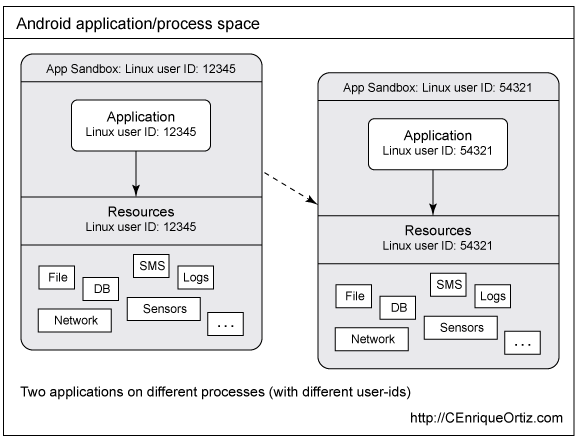 Android application/process space
App Sandbox: Linux user ID: 12345
Application
Linux user ID: 12345
Resources
Linux user ID: 12345
File
DB
SMS
Logs
Network
Sensors
...
App Sandbox: Linux user ID: 54321
Application
Linux user ID: 54321
Resources
Linux user ID: 54321
File
DB
SMS
Logs
Network
Sensors
...
Two applications on different processes (with different user-ids)
http://CEnriqueOrtiz.com